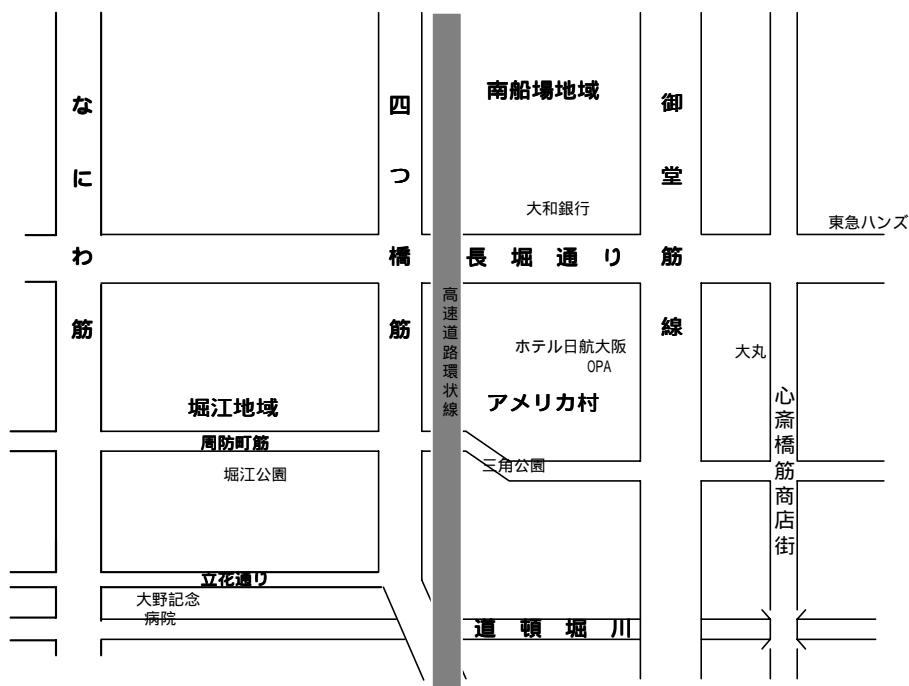 なにわ筋
四つ橋筋
南船場地域
御堂筋線
大和銀行
東急ハンズ
長堀通り
高速道路環状線
ホテル日航大阪
OPA
大丸
アメリカ村
心斎橋筋商店街
堀江地域
周防町筋
三角公園
堀江公園
立花通り
大野記念
病院
道頓堀川